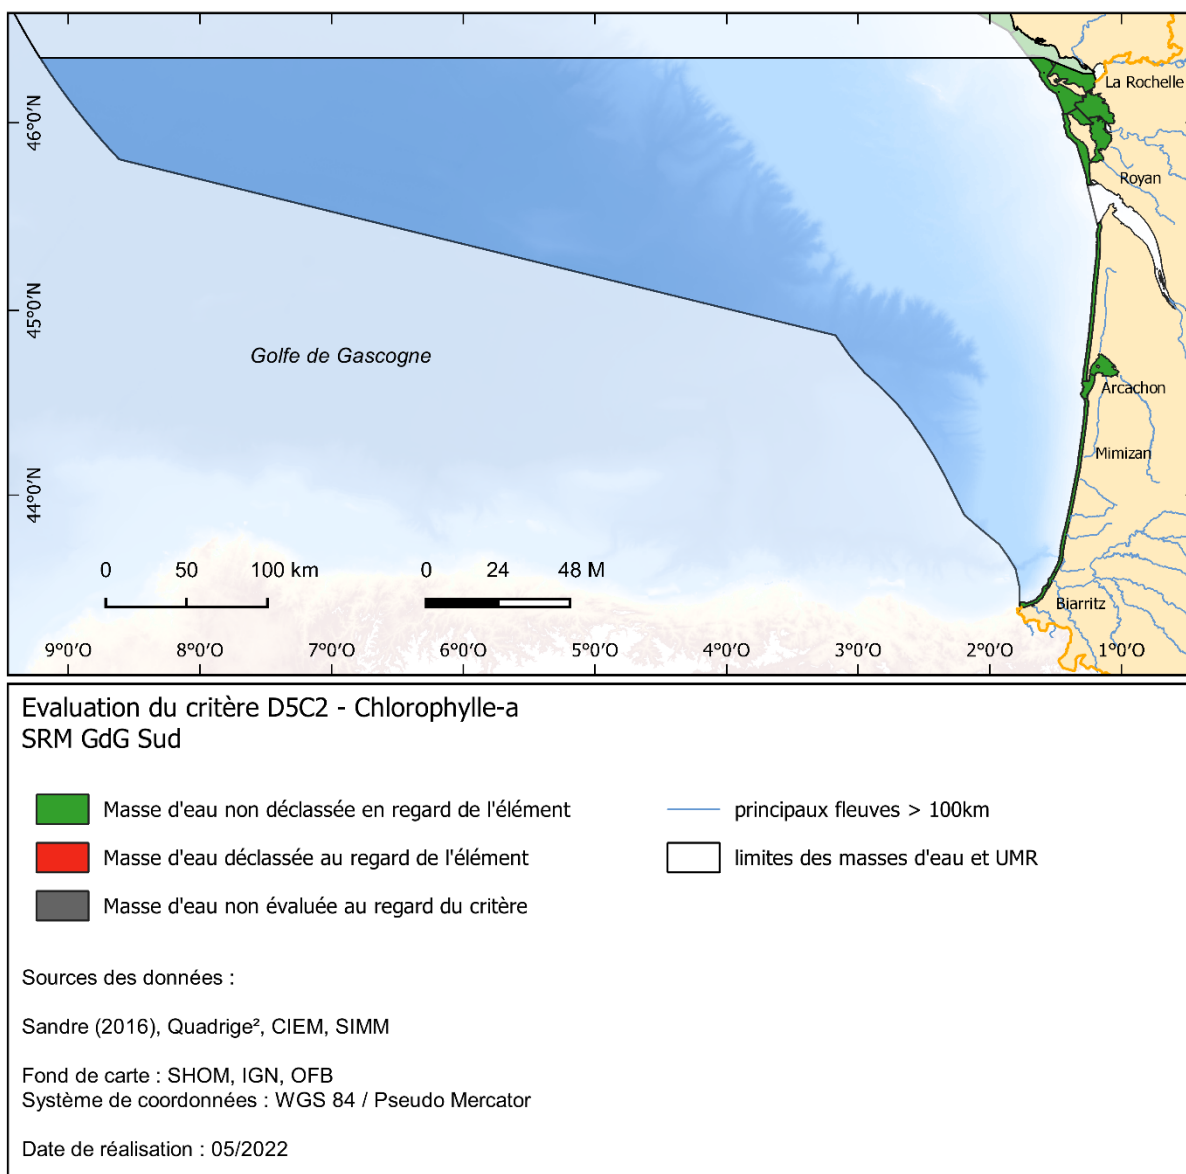 La Rochelle
46°0'N
Royan
45°0'N
Golfe de Gascogne
Arcachon
Mimizan
44°0'N
0 50 100 km
0 24 48 M
Biarritz
9°0'O 8°0'O 7°0'O 6°0'O 5°0'O 4°0'O 3°0'O 2°0'O 1°0'O
Evaluation du critère D5C2 - Chlorophylle-a
SRM GdG Sud
Masse d'eau non déclassée en regard de l'élément
principaux fleuves > 100km
Masse d'eau déclassée au regard de l'élément
limites des masses d'eau et UMR
Masse d'eau non évaluée au regard du critère
Sources des données :
Sandre (2016), Quadrige², CIEM, SIMM
Fond de carte : SHOM, IGN, OFB
Système de coordonnées : WGS 84 / Pseudo Mercator
Date de réalisation : 05/2022